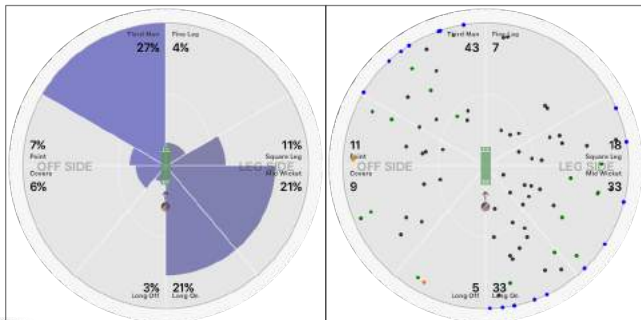 Third Man Fine Leg
27% 4%
7% 11%
Point Square Leg
OFF SIDE LEG SIDE
Covers Mid Wicket
6% 21%
3% 21%
Long Off Long On
Third Man Fine Leg
43 7
11 18
Point Square Leg
OFF SIDE LEG SIDE
Covers Mid Wicket
9 33
5 33
Long Off Long On